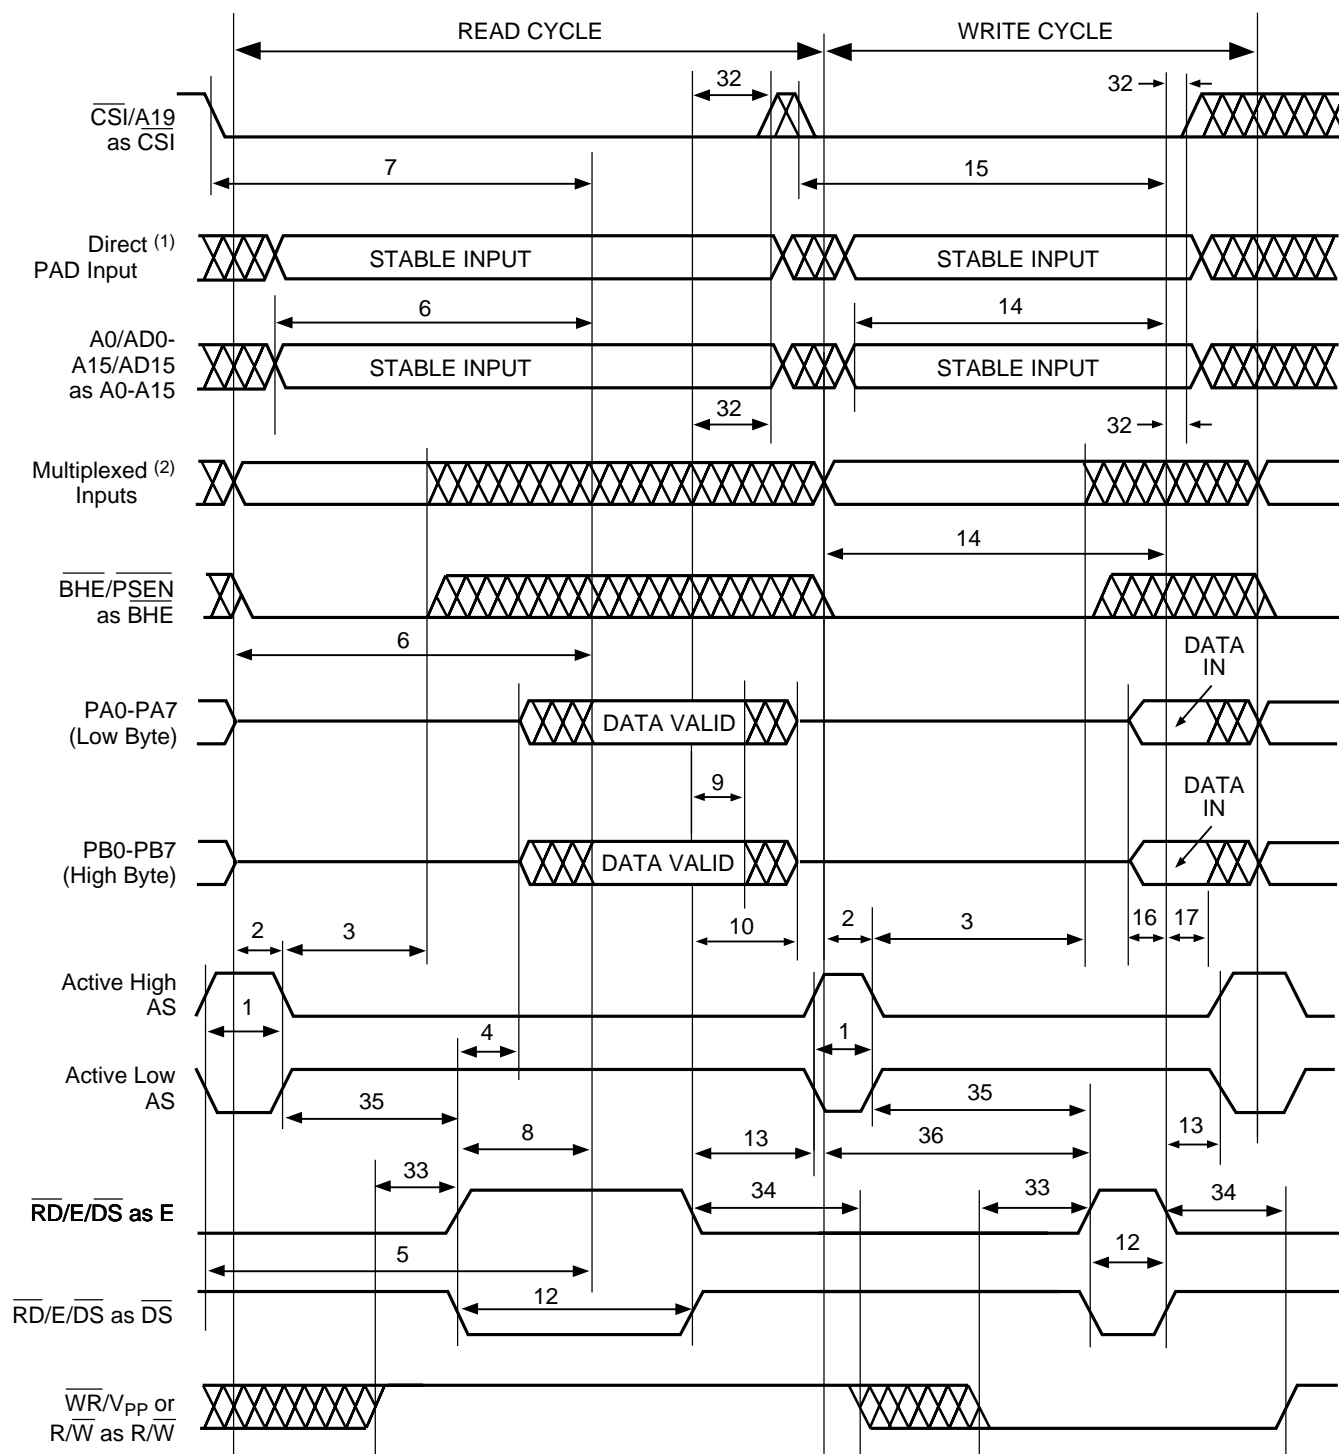 READ CYCLE
WRITE CYCLE
32
32
CSI/A19
as CSI
7
15
Direct (1)
PAD Input
STABLE INPUT
STABLE INPUT
6
14
A0/AD0-
A15/AD15
as A0-A15
STABLE INPUT
STABLE INPUT
32
32
Multiplexed (2)
Inputs
14
BHE/PSEN
as BHE
6
DATA
IN
PA0-PA7
(Low Byte)
DATA VALID
9
DATA
IN
PB0-PB7
(High Byte)
DATA VALID
2
3
10
2
3
16
17
Active High
AS
1
4
1
Active Low
AS
35
35
8
13
36
13
33
34
33
34
RD/E/DS as E
5
12
12
RD/E/DS as DS
WR/VPP or
R/W as R/W